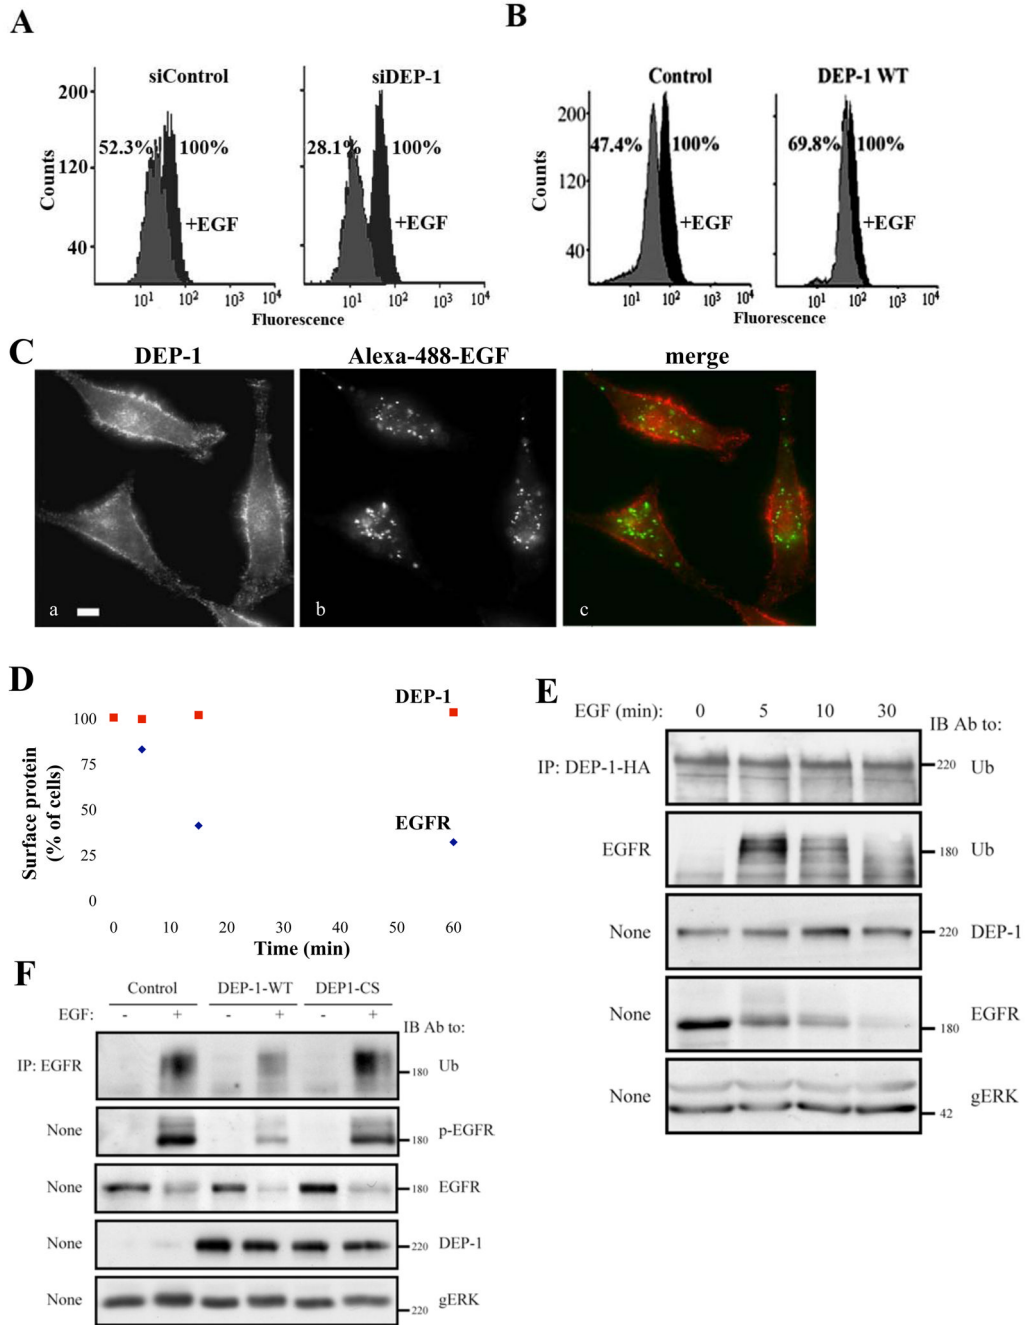 A
siControl
siDEP-1
200
120
40
Counts
52.3%
100%
+EGF
28.1%
100%
+EGF
10¹ 10² 10³ 10⁴
10¹ 10² 10³ 10⁴
Fluorescence
B
Control
DEP-1 WT
200
120
40
Counts
47.4%
100%
+EGF
69.8%
100%
+EGF
10¹ 10² 10³ 10⁴
10¹ 10² 10³ 10⁴
Fluorescence
C
DEP-1
Alexa-488-EGF
merge
a
b
c
D
DEP-1
EGFR
100
75
50
25
0
Surface protein
(% of cells)
0 10 20 30 40 50 60
Time (min)
E
EGF (min): 0 5 10 30
IB Ab to:
IP: DEP-1-HA 220 Ub
EGFR 180 Ub
None 220 DEP-1
None 180 EGFR
None 42 gERK
F
Control DEP-1-WT DEP1-CS
EGF: - + - + - +
IB Ab to:
IP: EGFR 180 Ub
None 180 p-EGFR
None 180 EGFR
None 220 DEP-1
None 220 gERK